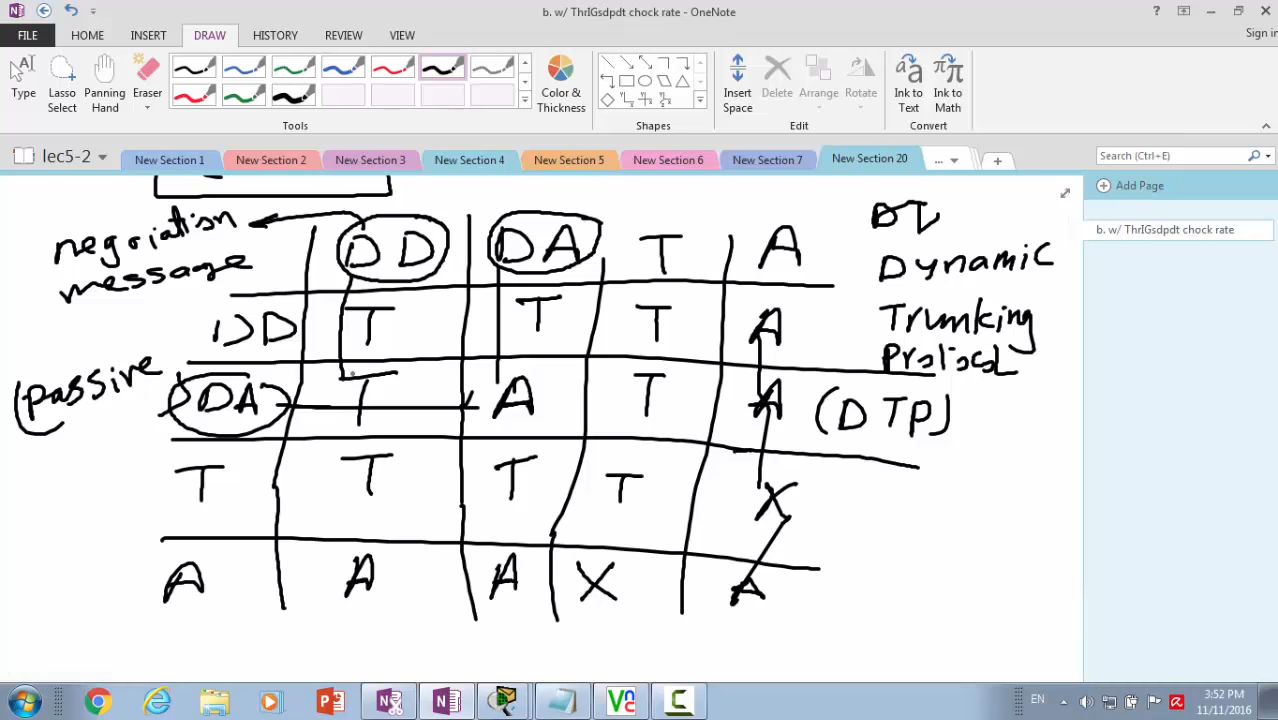 b. w/ ThrIGsdpdt chock rate - OneNote
FILE HOME INSERT DRAW HISTORY REVIEW VIEW Sign in
Type Lasso Select Panning Hand Eraser Color & Thickness Insert Space Delete Arrange Rotate Ink to Text Ink to Math
Tools Shapes Edit Convert
lec5-2 New Section 1 New Section 2 New Section 3 New Section 4 New Section 5 New Section 6 New Section 7 New Section 20 ... Search (Ctrl+E)
Add Page
b. w/ ThrIGsdpdt chock rate
negociation
message
DD DA T A
DD T T T A
passive DA T A T A
T T T T X
A A A X A
Dynamic
Trunking
Protocol
(DTP)
EN 3:52 PM
11/11/2016